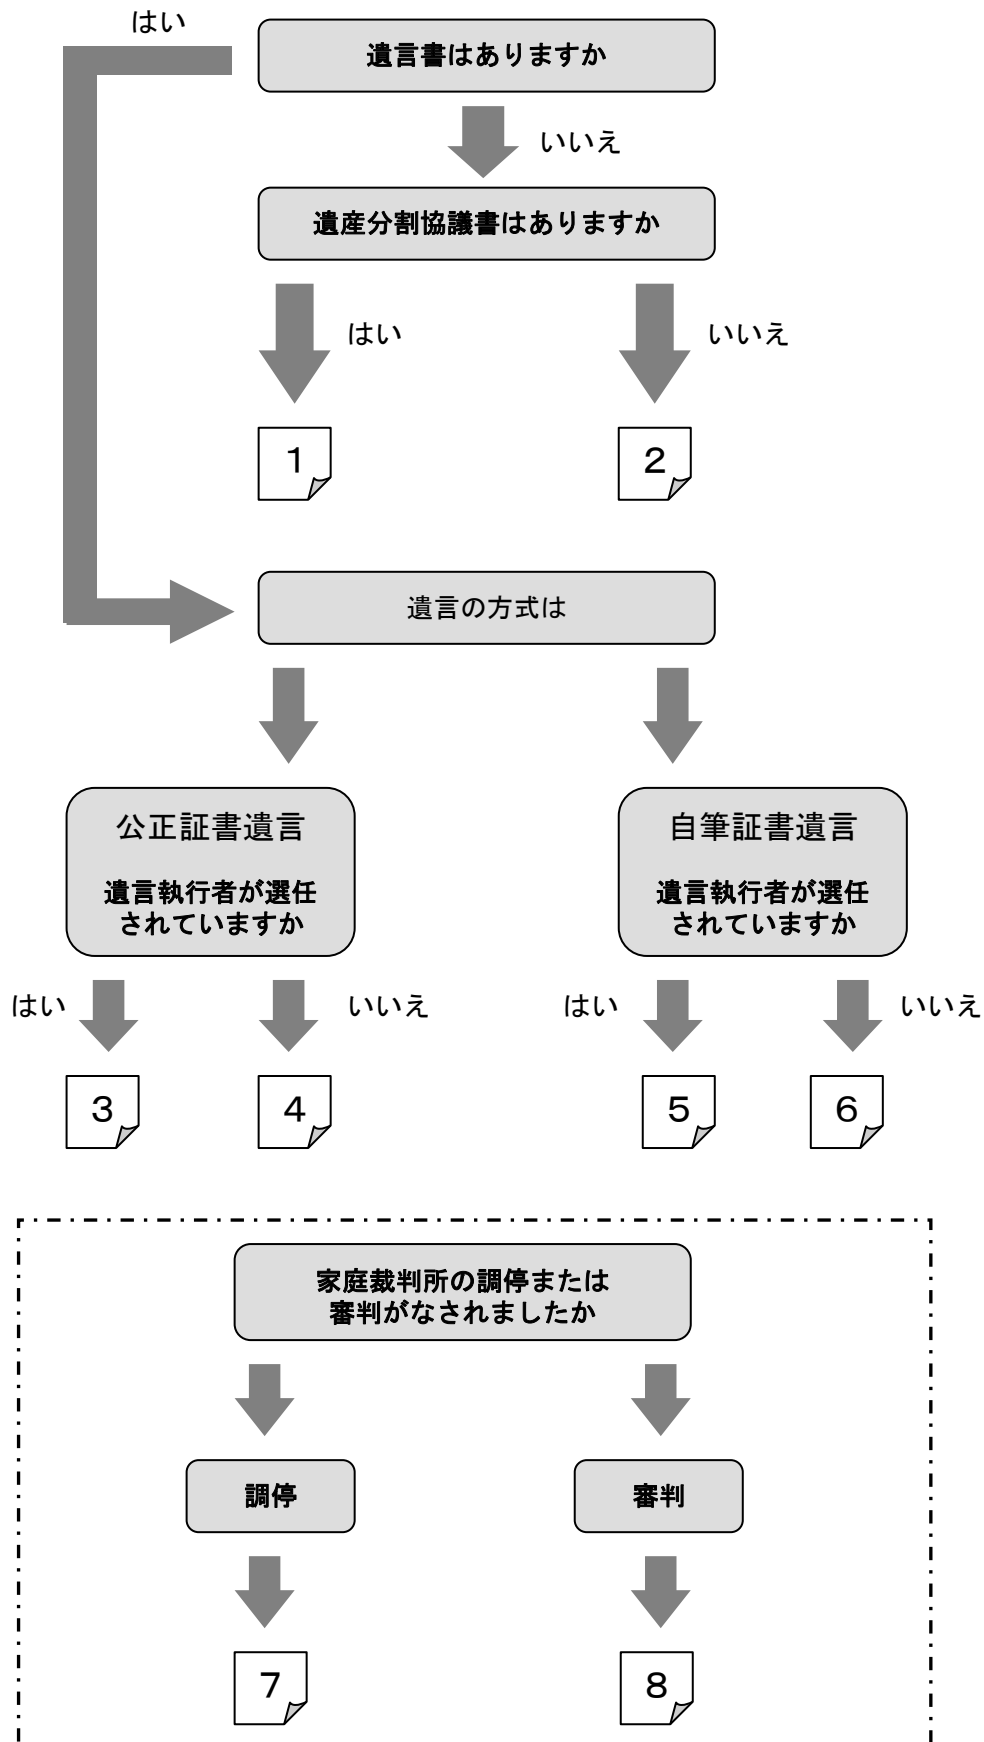 はい
遺言書はありますか
いいえ
遺産分割協議書はありますか
はい
いいえ
1
2
遺言の方式は
公正証書遺言
遺言執行者が選任
されていますか
自筆証書遺言
遺言執行者が選任
されていますか
はい
いいえ
はい
いいえ
3
4
5
6
家庭裁判所の調停または
審判がなされましたか
調停
審判
7
8